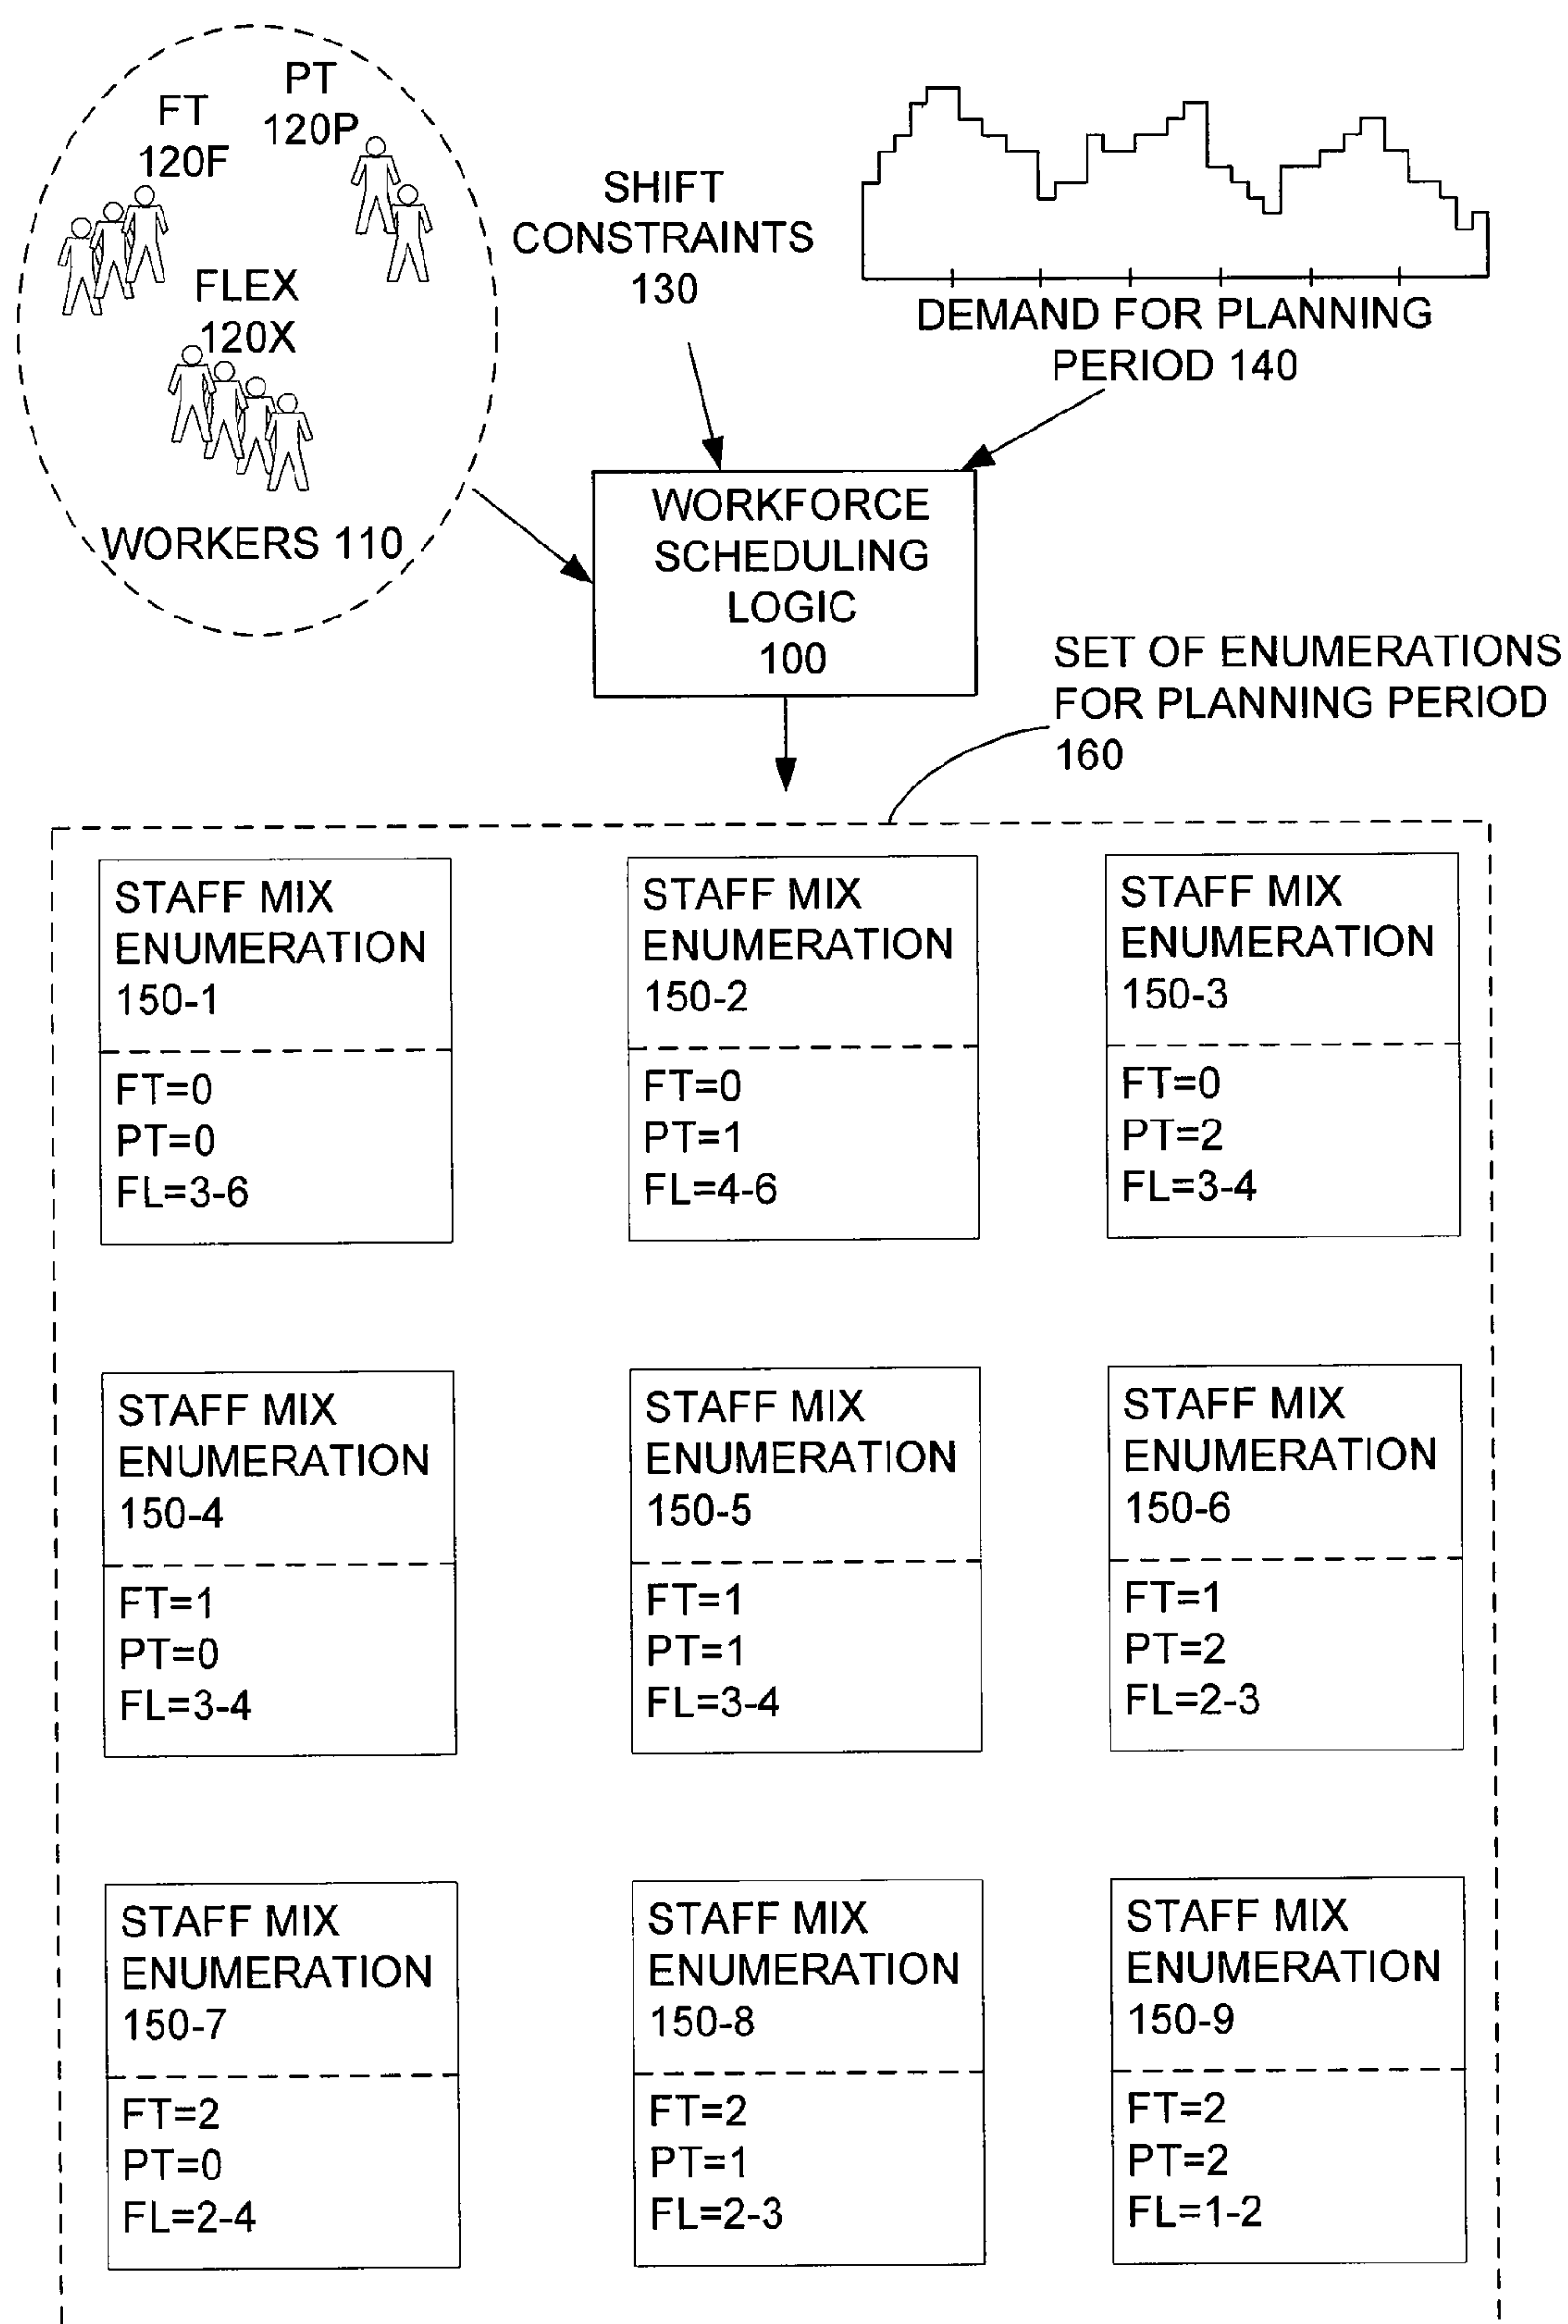 PT
120P
FT
120F
FLEX
120X
WORKERS 110
SHIFT
CONSTRAINTS
130
DEMAND FOR PLANNING
PERIOD 140
WORKFORCE
SCHEDULING
LOGIC
100
SET OF ENUMERATIONS
FOR PLANNING PERIOD
160
STAFF MIX
ENUMERATION
150-1
FT=0
PT=0
FL=3-6
STAFF MIX
ENUMERATION
150-2
FT=0
PT=1
FL=4-6
STAFF MIX
ENUMERATION
150-3
FT=0
PT=2
FL=3-4
STAFF MIX
ENUMERATION
150-4
FT=1
PT=0
FL=3-4
STAFF MIX
ENUMERATION
150-5
FT=1
PT=1
FL=3-4
STAFF MIX
ENUMERATION
150-6
FT=1
PT=2
FL=2-3
STAFF MIX
ENUMERATION
150-7
FT=2
PT=0
FL=2-4
STAFF MIX
ENUMERATION
150-8
FT=2
PT=1
FL=2-3
STAFF MIX
ENUMERATION
150-9
FT=2
PT=2
FL=1-2